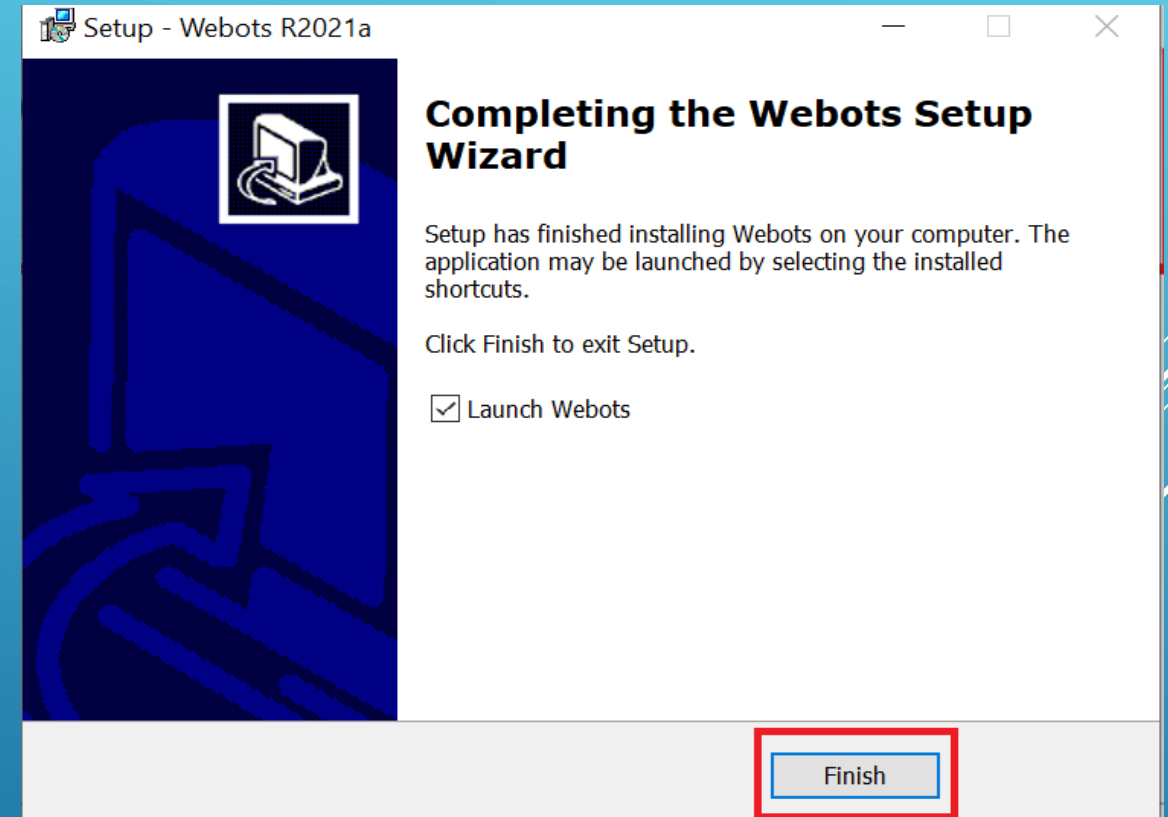 Setup - Webots R2021a
Completing the Webots Setup
Wizard
Setup has finished installing Webots on your computer. The
application may be launched by selecting the installed
shortcuts.
Click Finish to exit Setup.
Launch Webots
Finish